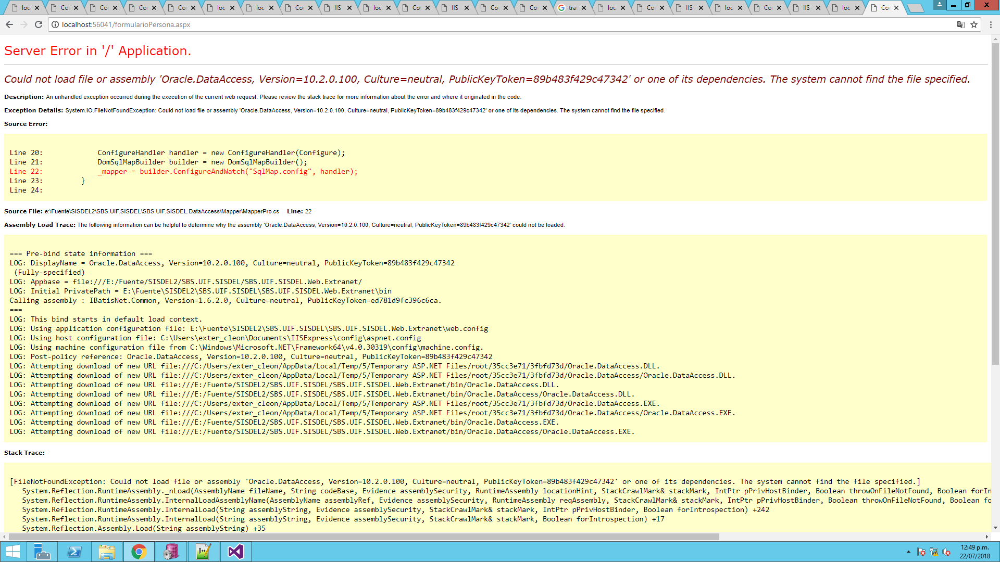 loc
Co
Co
Co
Co
loc
loc
Co
IIS
loc
Co
IIS
Co
Co
tra
loc
Co
IIS
loc
Co
IIS
loc
Co
localhost:56041/formularioPersona.aspx
Server Error in '/' Application.
Could not load file or assembly 'Oracle.DataAccess, Version=10.2.0.100, Culture=neutral, PublicKeyToken=89b483f429c47342' or one of its dependencies. The system cannot find the file specified.
Description: An unhandled exception occurred during the execution of the current web request. Please review the stack trace for more information about the error and where it originated in the code.
Exception Details: System.IO.FileNotFoundException: Could not load file or assembly 'Oracle.DataAccess, Version=10.2.0.100, Culture=neutral, PublicKeyToken=89b483f429c47342' or one of its dependencies. The system cannot find the file specified.
Source Error:
Line 20:             ConfigureHandler handler = new ConfigureHandler(Configure);
Line 21:             DomSqlMapBuilder builder = new DomSqlMapBuilder();
Line 22:             _mapper = builder.ConfigureAndWatch("SqlMap.config", handler);
Line 23:         }
Line 24:
Source File: e:\Fuente\SISDEL2\SBS.UIF.SISDEL\SBS.UIF.SISDEL.DataAccess\Mapper\MapperPro.cs    Line: 22
Assembly Load Trace: The following information can be helpful to determine why the assembly 'Oracle.DataAccess, Version=10.2.0.100, Culture=neutral, PublicKeyToken=89b483f429c47342' could not be loaded.
=== Pre-bind state information ===
LOG: DisplayName = Oracle.DataAccess, Version=10.2.0.100, Culture=neutral, PublicKeyToken=89b483f429c47342
(Fully-specified)
LOG: Appbase = file:///E:/Fuente/SISDEL2/SBS.UIF.SISDEL/SBS.UIF.SISDEL.Web.Extranet/
LOG: Initial PrivatePath = E:\Fuente\SISDEL2\SBS.UIF.SISDEL\SBS.UIF.SISDEL.Web.Extranet\bin
Calling assembly : IBatisNet.Common, Version=1.6.2.0, Culture=neutral, PublicKeyToken=ed781d9fc396c6ca.
===
LOG: This bind starts in default load context.
LOG: Using application configuration file: E:\Fuente\SISDEL2\SBS.UIF.SISDEL\SBS.UIF.SISDEL.Web.Extranet\web.config
LOG: Using host configuration file: C:\Users\exter_cleon\Documents\IISExpress\config\aspnet.config
LOG: Using machine configuration file from C:\Windows\Microsoft.NET\Framework64\v4.0.30319\config\machine.config.
LOG: Post-policy reference: Oracle.DataAccess, Version=10.2.0.100, Culture=neutral, PublicKeyToken=89b483f429c47342
LOG: Attempting download of new URL file:///C:/Users/exter_cleon/AppData/Local/Temp/5/Temporary ASP.NET Files/root/35cc3e71/3fbfd73d/Oracle.DataAccess.DLL.
LOG: Attempting download of new URL file:///C:/Users/exter_cleon/AppData/Local/Temp/5/Temporary ASP.NET Files/root/35cc3e71/3fbfd73d/Oracle.DataAccess/Oracle.DataAccess.DLL.
LOG: Attempting download of new URL file:///E:/Fuente/SISDEL2/SBS.UIF.SISDEL/SBS.UIF.SISDEL.Web.Extranet/bin/Oracle.DataAccess.DLL.
LOG: Attempting download of new URL file:///E:/Fuente/SISDEL2/SBS.UIF.SISDEL/SBS.UIF.SISDEL.Web.Extranet/bin/Oracle.DataAccess/Oracle.DataAccess.DLL.
LOG: Attempting download of new URL file:///C:/Users/exter_cleon/AppData/Local/Temp/5/Temporary ASP.NET Files/root/35cc3e71/3fbfd73d/Oracle.DataAccess.EXE.
LOG: Attempting download of new URL file:///C:/Users/exter_cleon/AppData/Local/Temp/5/Temporary ASP.NET Files/root/35cc3e71/3fbfd73d/Oracle.DataAccess/Oracle.DataAccess.EXE.
LOG: Attempting download of new URL file:///E:/Fuente/SISDEL2/SBS.UIF.SISDEL/SBS.UIF.SISDEL.Web.Extranet/bin/Oracle.DataAccess.EXE.
LOG: Attempting download of new URL file:///E:/Fuente/SISDEL2/SBS.UIF.SISDEL/SBS.UIF.SISDEL.Web.Extranet/bin/Oracle.DataAccess/Oracle.DataAccess.EXE.
Stack Trace:
[FileNotFoundException: Could not load file or assembly 'Oracle.DataAccess, Version=10.2.0.100, Culture=neutral, PublicKeyToken=89b483f429c47342' or one of its dependencies. The system cannot find the file specified.]
System.Reflection.RuntimeAssembly._nLoad(AssemblyName fileName, String codeBase, Evidence assemblySecurity, RuntimeAssembly locationHint, StackCrawlMark& stackMark, IntPtr pPrivHostBinder, Boolean throwOnFileNotFound, Boolean forIn
System.Reflection.RuntimeAssembly.InternalLoadAssemblyName(AssemblyName assemblyRef, Evidence assemblySecurity, RuntimeAssembly reqAssembly, StackCrawlMark& stackMark, IntPtr pPrivHostBinder, Boolean throwOnFileNotFound, Boolean fo
System.Reflection.RuntimeAssembly.InternalLoad(String assemblyString, Evidence assemblySecurity, StackCrawlMark& stackMark, IntPtr pPrivHostBinder, Boolean forIntrospection) +242
System.Reflection.RuntimeAssembly.InternalLoad(String assemblyString, Evidence assemblySecurity, StackCrawlMark& stackMark, Boolean forIntrospection) +17
System.Reflection.Assembly.Load(String assemblyString) +35
12:49 p.m.
22/07/2018